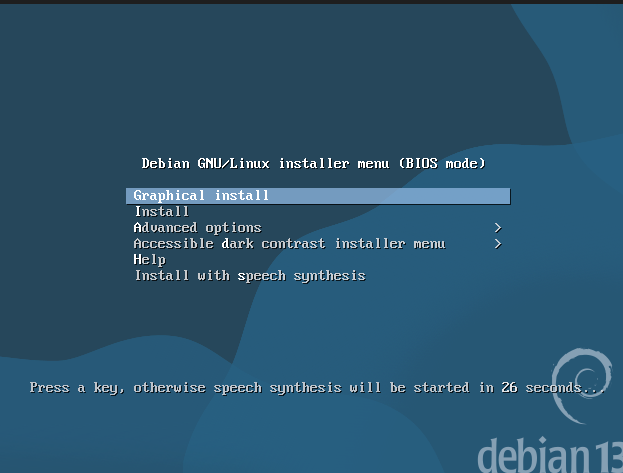 Debian GNU/Linux installer menu (BIOS mode)
Graphical install
Install
Advanced options >
Accessible dark contrast installer menu >
Help
Install with speech synthesis
Press a key, otherwise speech synthesis will be started in 26 seconds...
debian 13